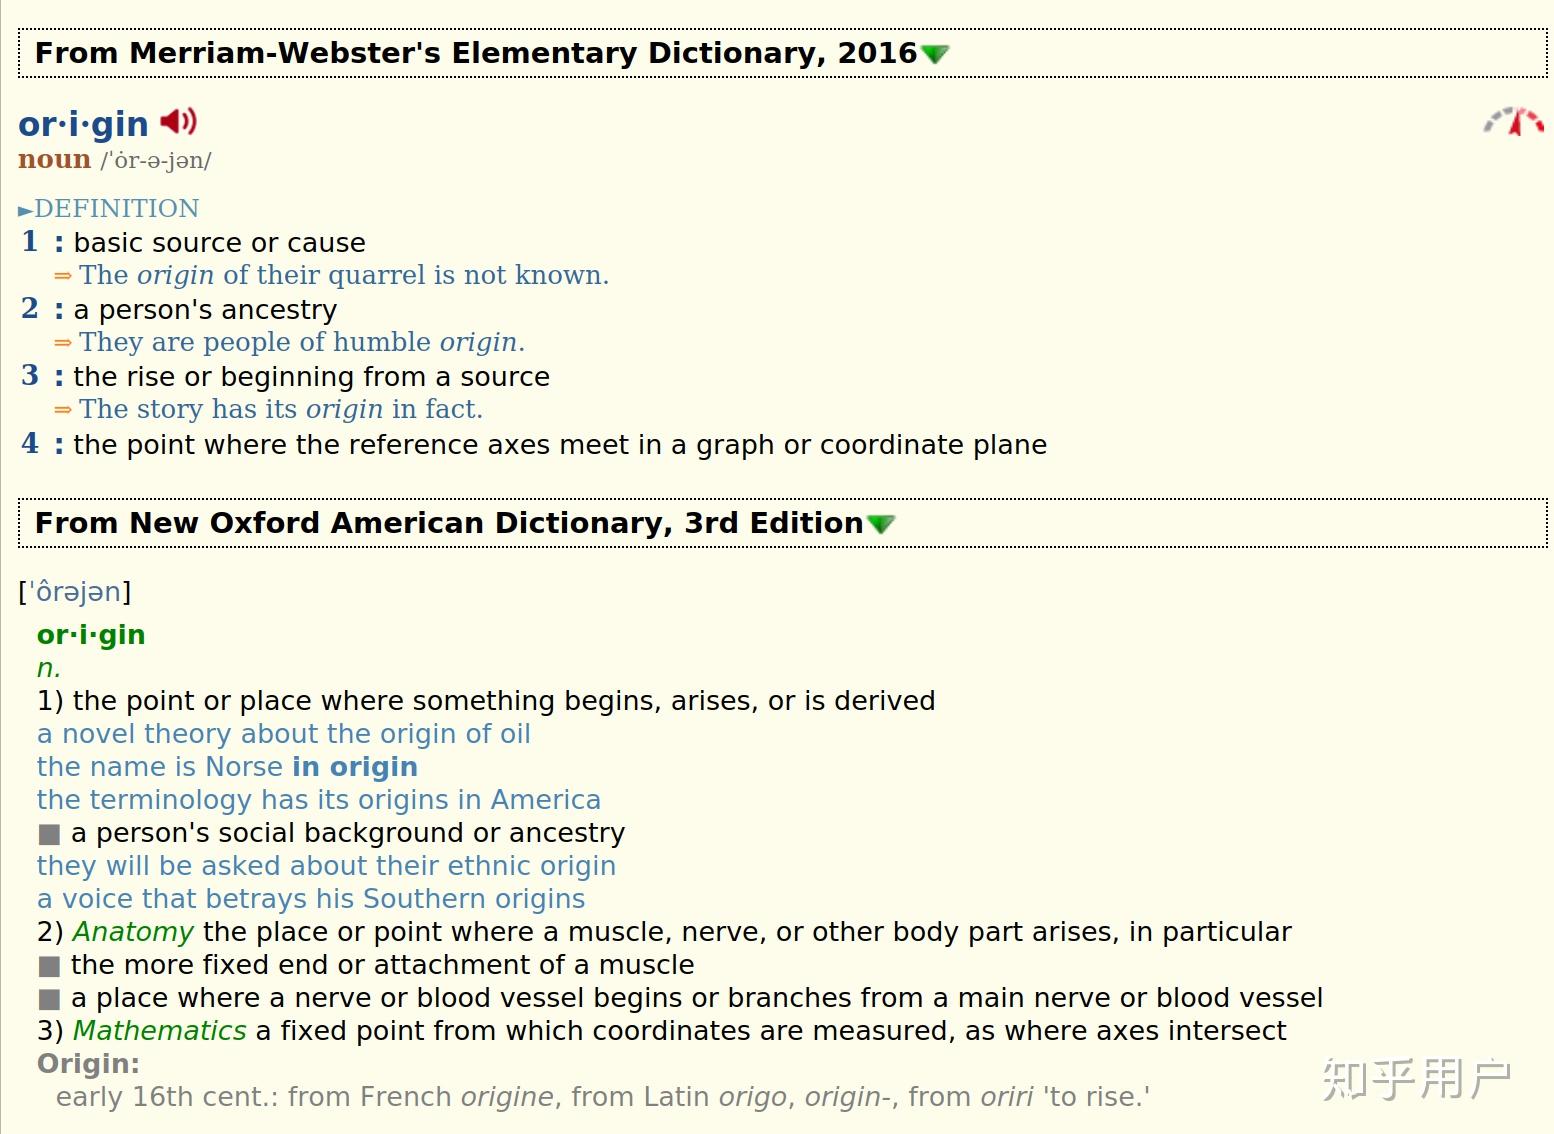 From Merriam-Webster's Elementary Dictionary, 2016
or·i·gin
noun /ˈȯr-ə-jən/
►DEFINITION
1 : basic source or cause
⇒ The origin of their quarrel is not known.
2 : a person's ancestry
⇒ They are people of humble origin.
3 : the rise or beginning from a source
⇒ The story has its origin in fact.
4 : the point where the reference axes meet in a graph or coordinate plane
From New Oxford American Dictionary, 3rd Edition
[ˈôrəjən]
or·i·gin
n.
1) the point or place where something begins, arises, or is derived
a novel theory about the origin of oil
the name is Norse in origin
the terminology has its origins in America
■ a person's social background or ancestry
they will be asked about their ethnic origin
a voice that betrays his Southern origins
2) Anatomy the place or point where a muscle, nerve, or other body part arises, in particular
■ the more fixed end or attachment of a muscle
■ a place where a nerve or blood vessel begins or branches from a main nerve or blood vessel
3) Mathematics a fixed point from which coordinates are measured, as where axes intersect
Origin:
early 16th cent.: from French origine, from Latin origo, origin-, from oriri 'to rise.'
知乎用户